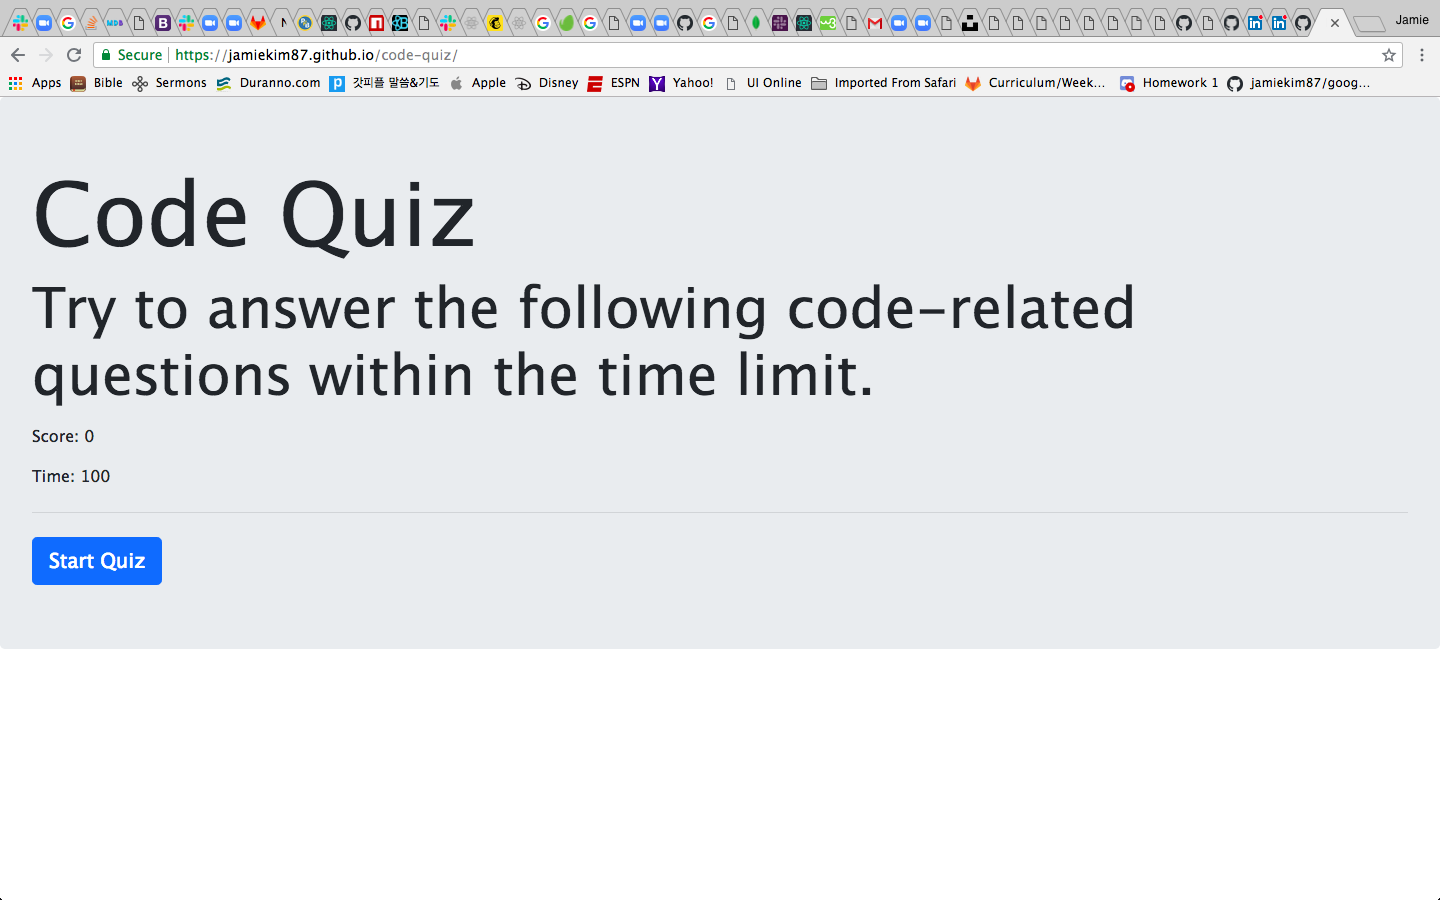 Jamie
Secure https://jamiekim87.github.io/code-quiz/
Apps Bible Sermons Duranno.com 갓피플 말씀&기도 Apple Disney ESPN Yahoo! UI Online Imported From Safari Curriculum/Week... Homework 1 jamiekim87/goog...
Code Quiz
Try to answer the following code-related
questions within the time limit.
Score: 0
Time: 100
Start Quiz